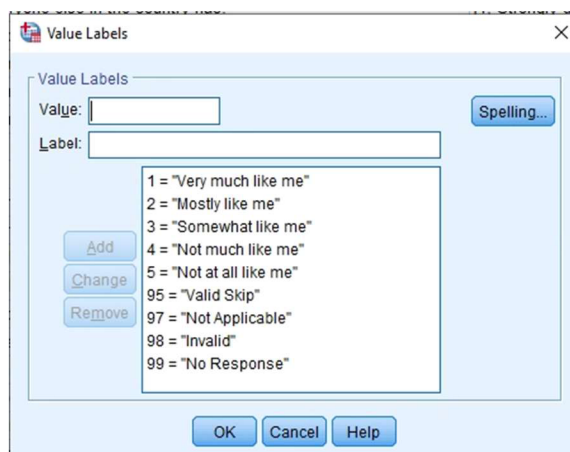 Value Labels
Value Labels
Value:
Spelling...
Label:
1 = "Very much like me"
2 = "Mostly like me"
3 = "Somewhat like me"
4 = "Not much like me"
5 = "Not at all like me"
95 = "Valid Skip"
97 = "Not Applicable"
98 = "Invalid"
99 = "No Response"
Add
Change
Remove
OK Cancel Help